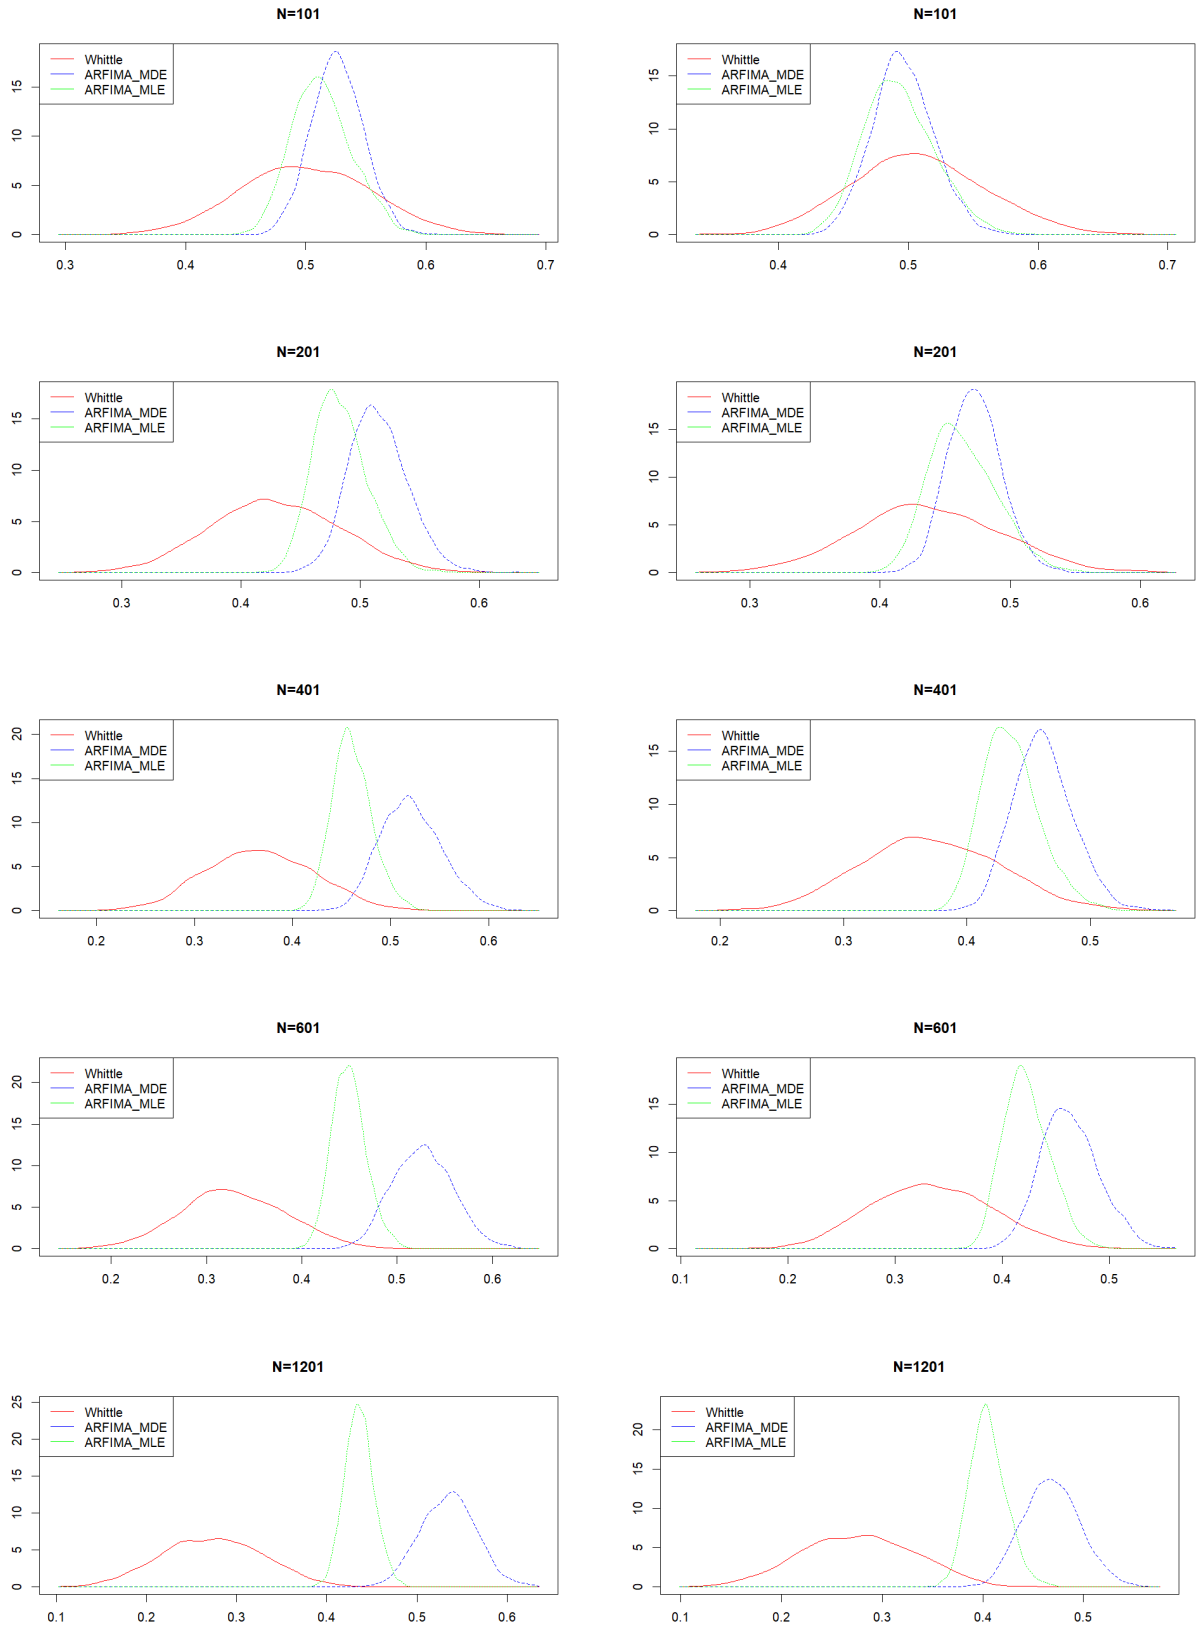 N=101
Whittle
ARFIMA_MDE
ARFIMA_MLE
0 5 10 15
0.3 0.4 0.5 0.6 0.7
N=101
Whittle
ARFIMA_MDE
ARFIMA_MLE
0 5 10 15
0.4 0.5 0.6 0.7
N=201
Whittle
ARFIMA_MDE
ARFIMA_MLE
0 5 10 15
0.3 0.4 0.5 0.6
N=201
Whittle
ARFIMA_MDE
ARFIMA_MLE
0 5 10 15
0.3 0.4 0.5 0.6
N=401
Whittle
ARFIMA_MDE
ARFIMA_MLE
0 5 10 15 20
0.2 0.3 0.4 0.5 0.6
N=401
Whittle
ARFIMA_MDE
ARFIMA_MLE
0 5 10 15
0.2 0.3 0.4 0.5
N=601
Whittle
ARFIMA_MDE
ARFIMA_MLE
0 5 10 15 20
0.2 0.3 0.4 0.5 0.6
N=601
Whittle
ARFIMA_MDE
ARFIMA_MLE
0 5 10 15
0.1 0.2 0.3 0.4 0.5
N=1201
Whittle
ARFIMA_MDE
ARFIMA_MLE
0 5 10 15 20 25
0.1 0.2 0.3 0.4 0.5 0.6
N=1201
Whittle
ARFIMA_MDE
ARFIMA_MLE
0 5 10 15 20
0.1 0.2 0.3 0.4 0.5